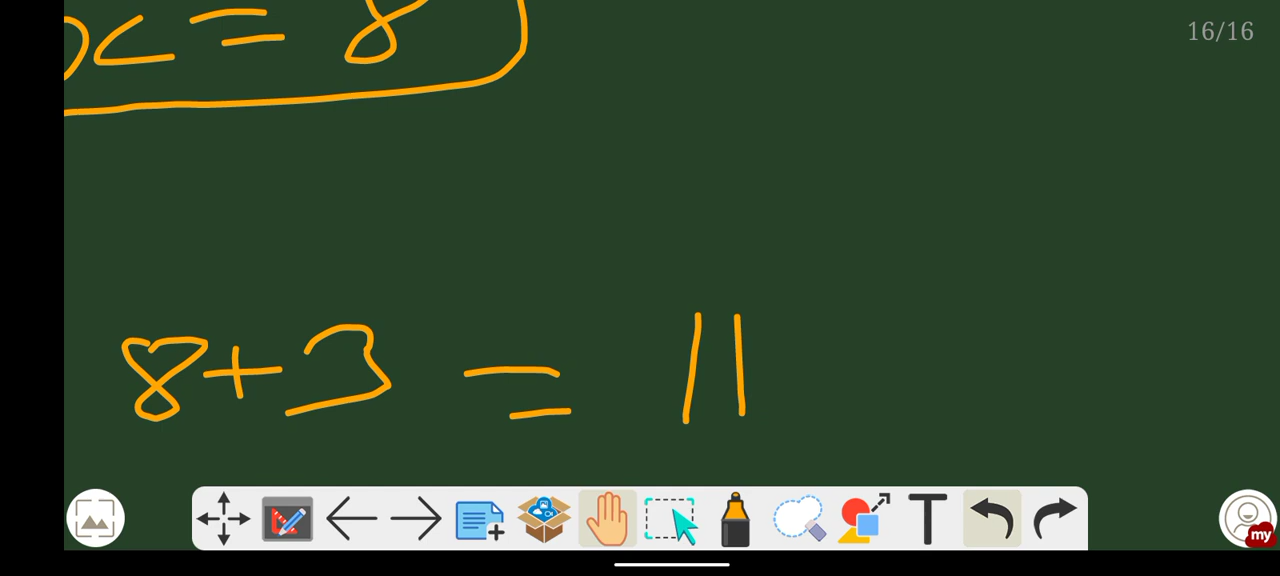 16/16
x = 8
8+3 = 11
T
my